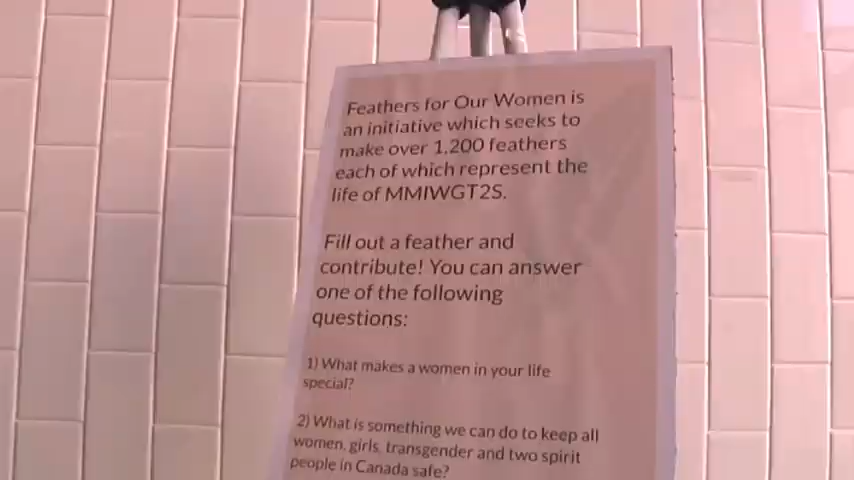 Feathers for Our Women is
an initiative which seeks to
make over 1,200 feathers
each of which represent the
life of MMIWGT2S.
Fill out a feather and
contribute! You can answer
one of the following
questions:
1) What makes a women in your life
special?
2) What is something we can do to keep all
women, girls, transgender and two spirit
people in Canada safe?